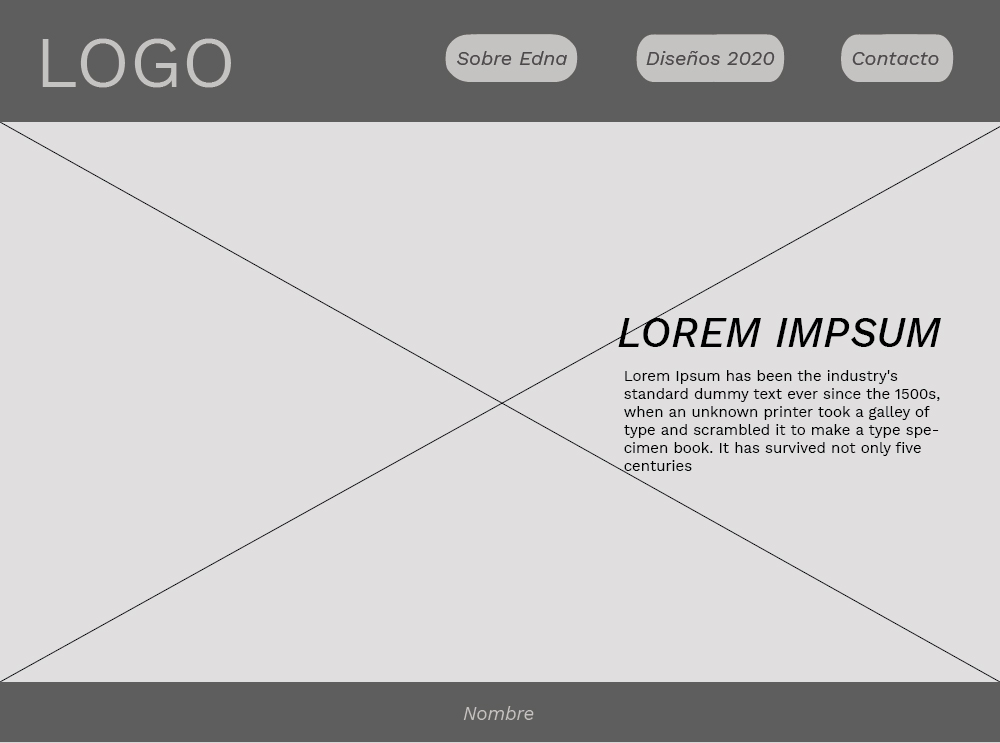 LOGO
Sobre Edna
Diseños 2020
Contacto
LOREM IMPSUM
Lorem Ipsum has been the industry's
standard dummy text ever since the 1500s,
when an unknown printer took a galley of
type and scrambled it to make a type spe-
cimen book. It has survived not only five
centuries
Nombre